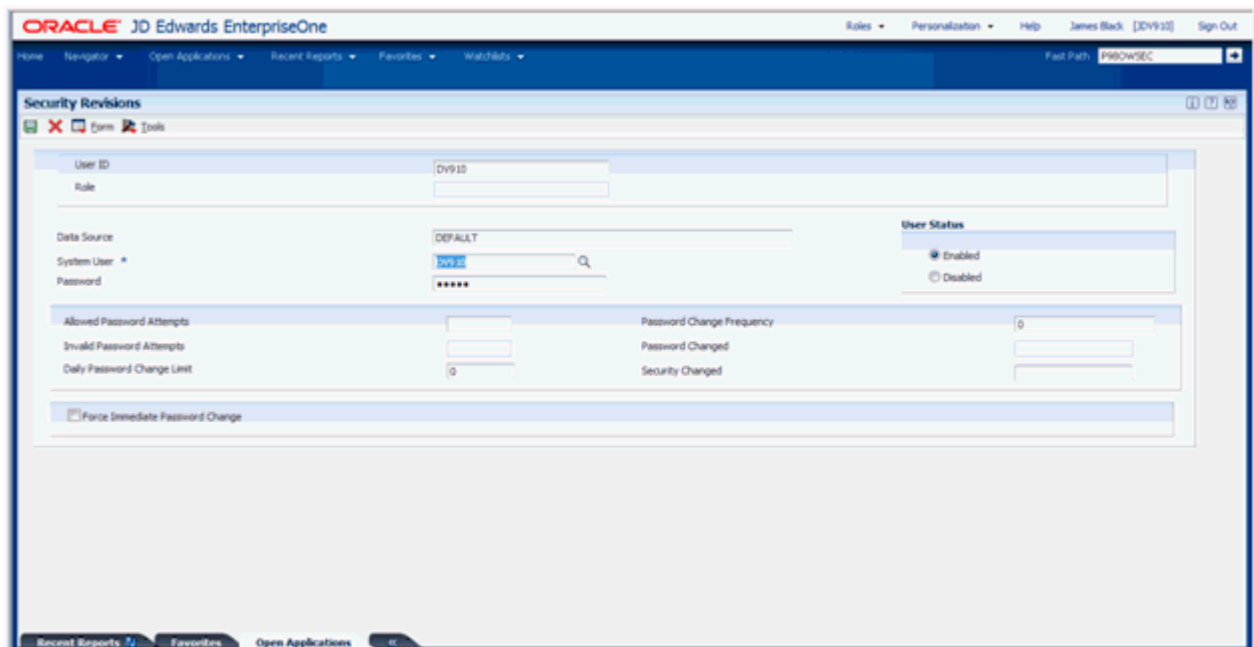 ORACLE JD Edwards EnterpriseOne
Roles Personalization Help James Black [JDV910] Sign Out
Home Navigator Open Applications Recent Reports Favorites Watchlists Fast Path P98OWSEC
Security Revisions
Form Tools
User ID DV910
Role
User Status
Data Source DEFAULT
Enabled
System User * DV910
Disabled
Password •••••
Allowed Password Attempts Password Change Frequency 0
Invalid Password Attempts Password Changed
Daily Password Change Limit 0 Security Changed
Force Immediate Password Change
Recent Reports Favorites Open Applications <<